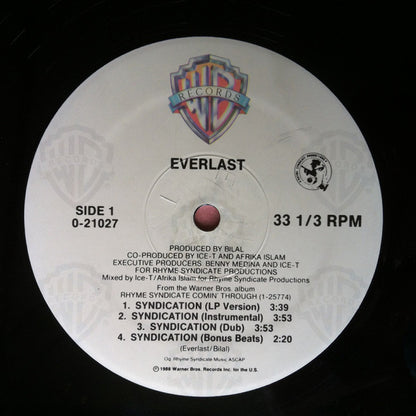 WB
RECORDS
EVERLAST
SIDE 1
0-21027
33 1/3 RPM
PRODUCED BY BILAL
CO-PRODUCED BY ICE-T AND AFRIKA ISLAM
EXECUTIVE PRODUCERS: BENNY MEDINA AND ICE-T
FOR RHYME SYNDICATE PRODUCTIONS
Mixed by Ice-T/Afrika Islam for Rhyme Syndicate Productions
From the Warner Bros. album
RHYME SYNDICATE COMIN' THROUGH (1-25774)
1. SYNDICATION (LP Version) 3:39
2. SYNDICATION (Instrumental) 3:53
3. SYNDICATION (Dub) 3:53
4. SYNDICATION (Bonus Beats) 2:20
(Everlast/Bilal)
Rhyme Syndicate Music ASCAP
1988 Warner Bros. Records Inc. for the U.S.